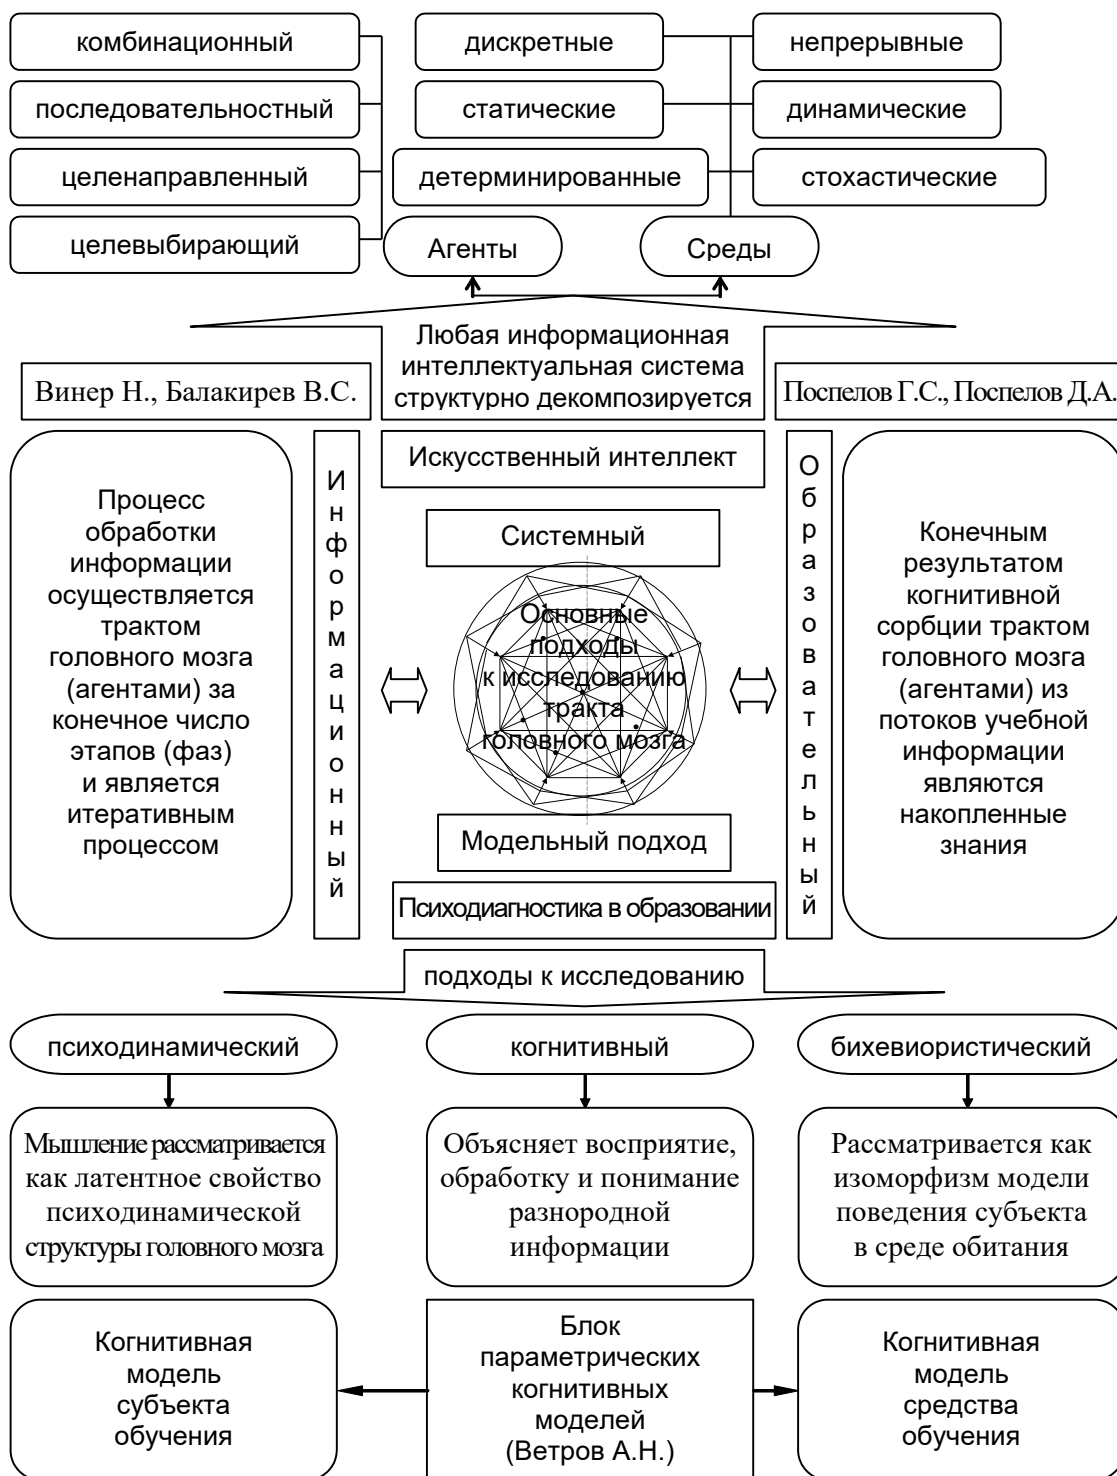 комбинационный
дискретные
непрерывные
последовательностный
статические
динамические
целенаправленный
детерминированные
стохастические
целевыбирающий
Агенты
Среды
Любая информационная
интеллектуальная система
структурно декомпозируется
Винер Н., Балакирев В.С.
Поспелов Г.С., Поспелов Д.А.
Искусственный интеллект
Процесс
обработки
информации
осуществляется
трактом
головного мозга
(агентами) за
конечное число
этапов (фаз)
и является
итеративным
процессом
Информационный
Системный
Основные
подходы
к исследованию
тракта
головного мозга
Модельный подход
Психодиагностика в образовании
Образовательный
Конечным
результатом
когнитивной
сорбции трактом
головного мозга
(агентами) из
потоков учебной
информации
являются
накопленные
знания
подходы к исследованию
психодинамический
когнитивный
бихевиористический
Мышление рассматривается
как латентное свойство
психодинамической
структуры головного мозга
Объясняет восприятие,
обработку и понимание
разнородной
информации
Рассматривается как
изоморфизм модели
поведения субъекта
в среде обитания
Когнитивная
модель
субъекта
обучения
Блок
параметрических
когнитивных
моделей
(Ветров А.Н.)
Когнитивная
модель
средства
обучения